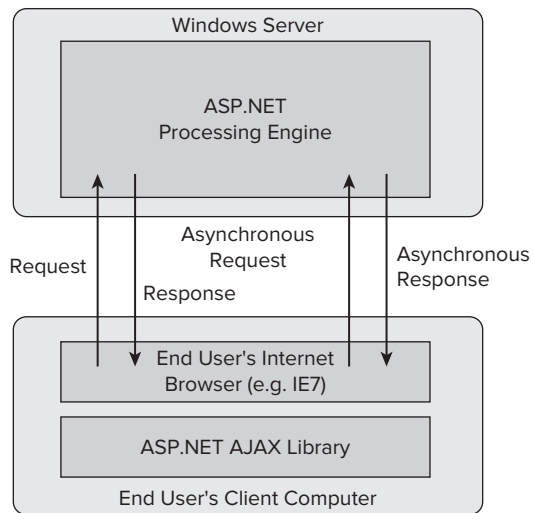 Windows Server
ASP.NET
Processing Engine
Request
Response
Asynchronous
Request
Asynchronous
Response
End User's Internet
Browser (e.g. IE7)
ASP.NET AJAX Library
End User's Client Computer